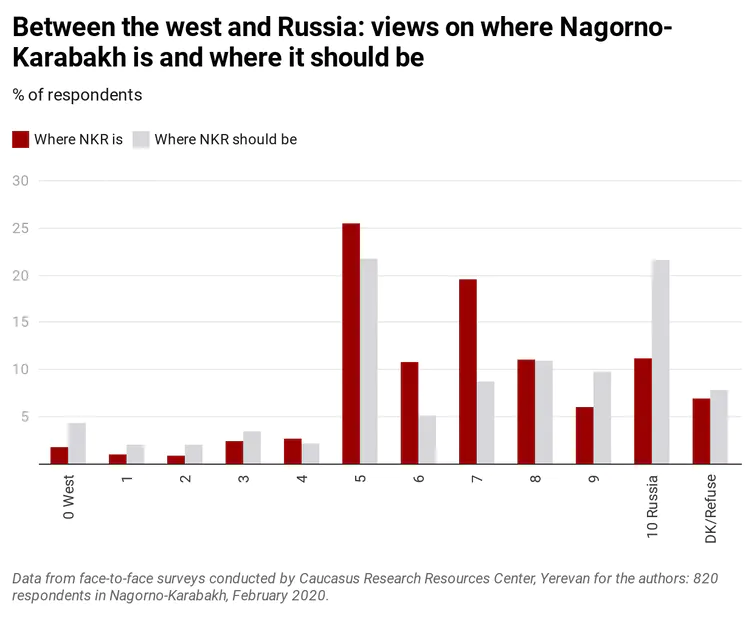 Between the west and Russia: views on where Nagorno-
Karabakh is and where it should be
% of respondents
Where NKR is Where NKR should be
30
25
20
15
10
5
0 West 1 2 3 4 5 6 7 8 9 10 Russia DK/Refuse
Data from face-to-face surveys conducted by Caucasus Research Resources Center, Yerevan for the authors: 820
respondents in Nagorno-Karabakh, February 2020.